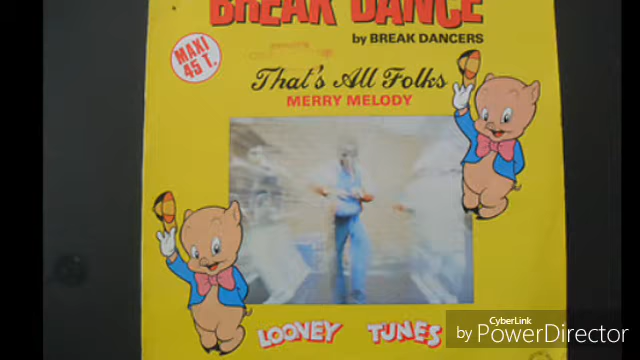 BREAK DANCE
by BREAK DANCERS
MAXI
45 T.
That's All Folks
MERRY MELODY
LOONEY TUNES
CyberLink
by PowerDirector